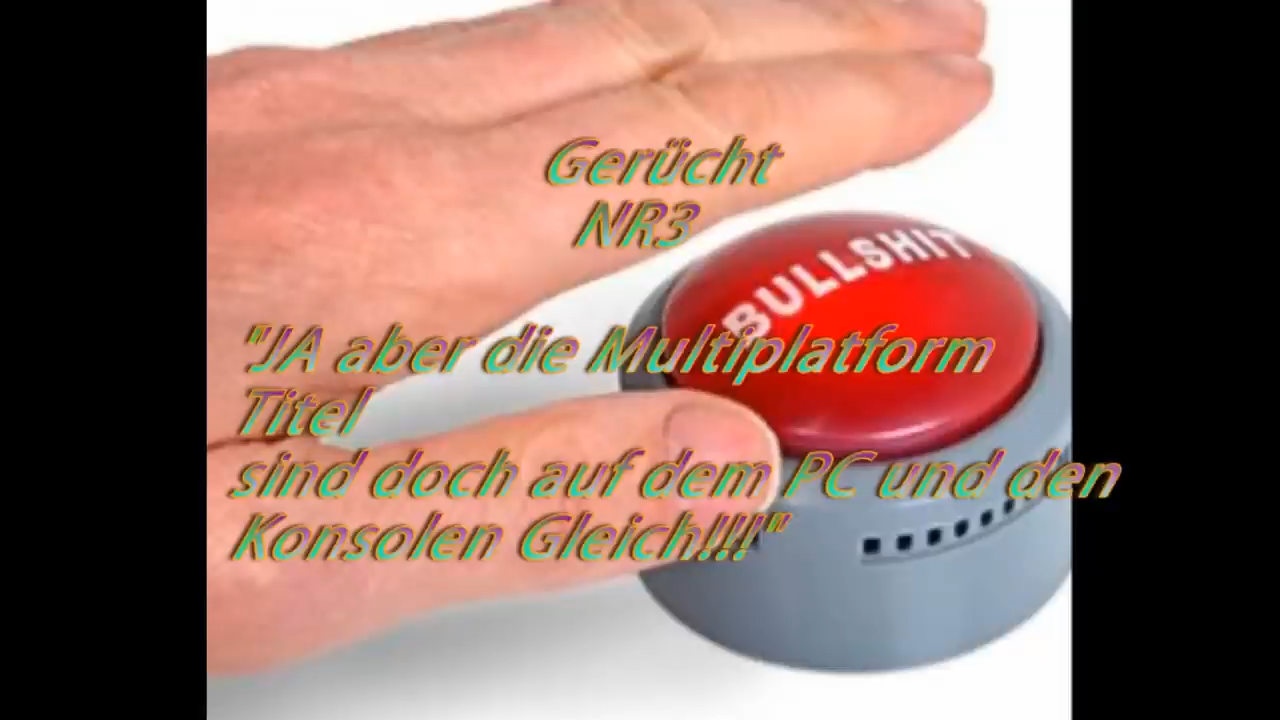 Gerücht
NR3
BULLSHIT
"JA aber die Multiplatform
Titel
sind doch auf dem PC und den
Konsolen Gleich!!!"